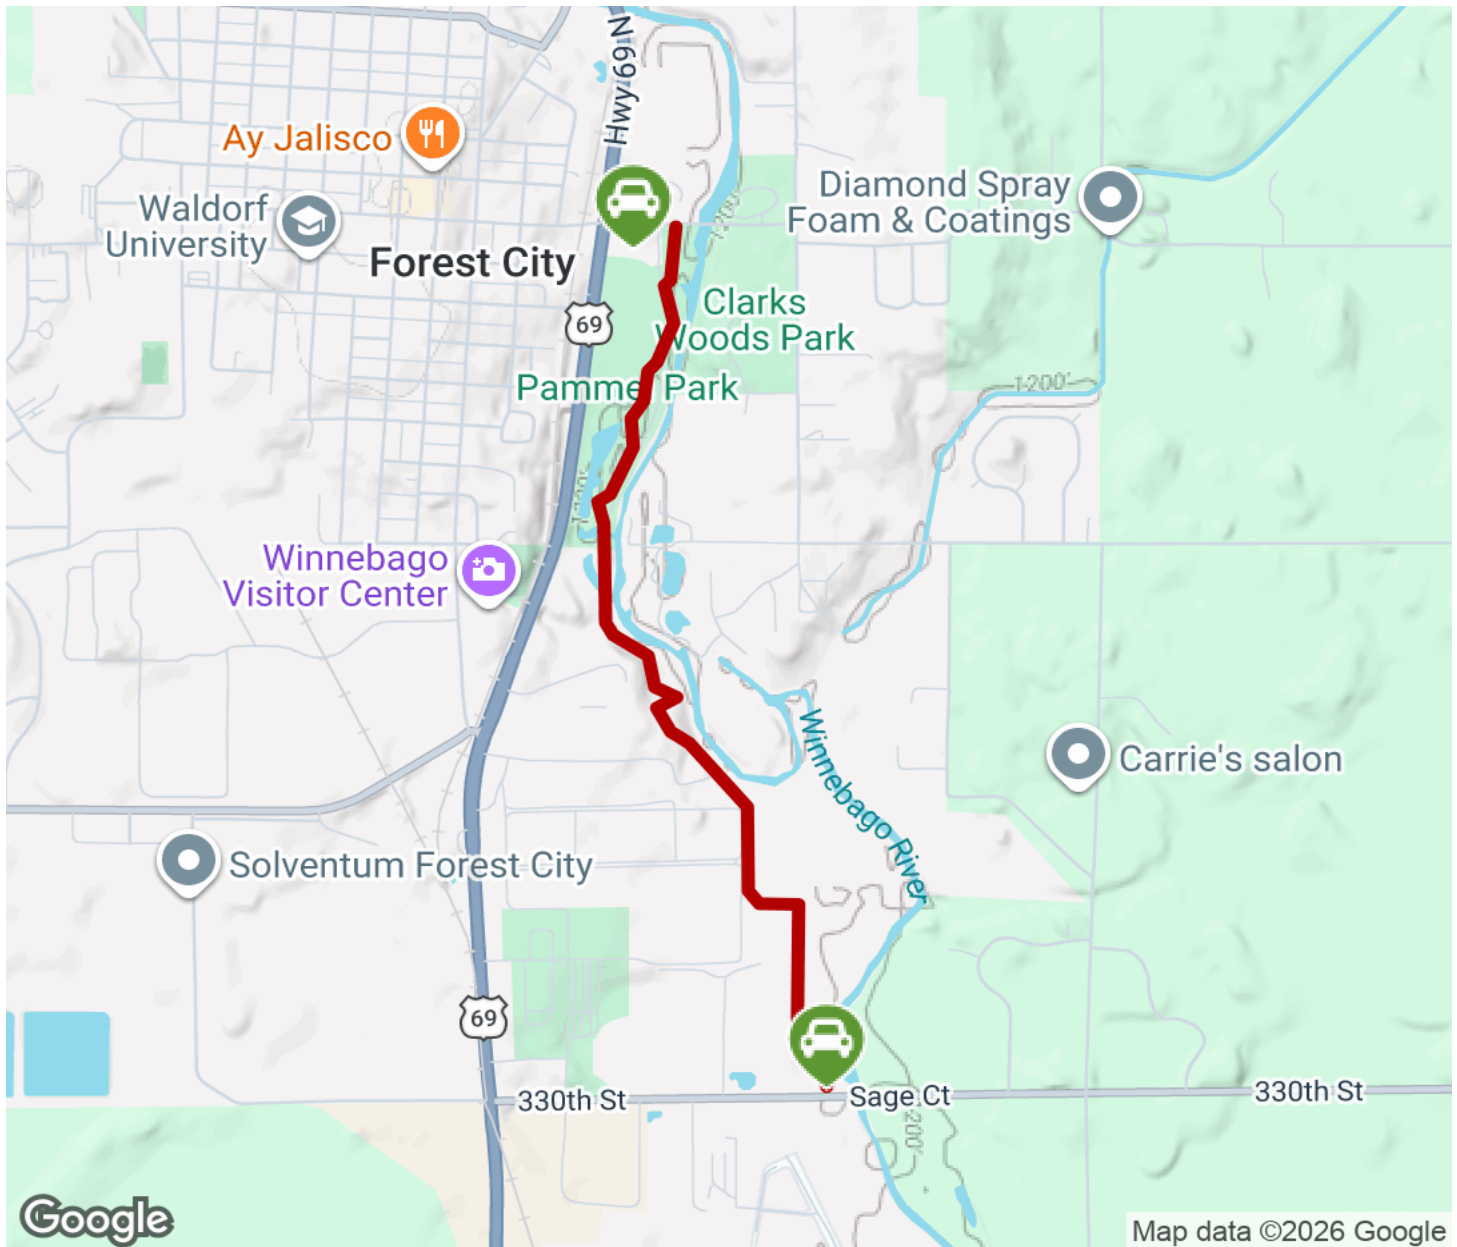 Hwy 69 N
Ay Jalisco
Waldorf
University
Diamond Spray
Foam & Coatings
1200'
Forest City
Clarks
Woods Park
69
1200'
Pamme Park
Winnebago
Visitor Center
Winnebago River
Carrie's salon
Solventum Forest City
69
330th St
Sage Ct
330th St
Google
Map data ©2026 Google